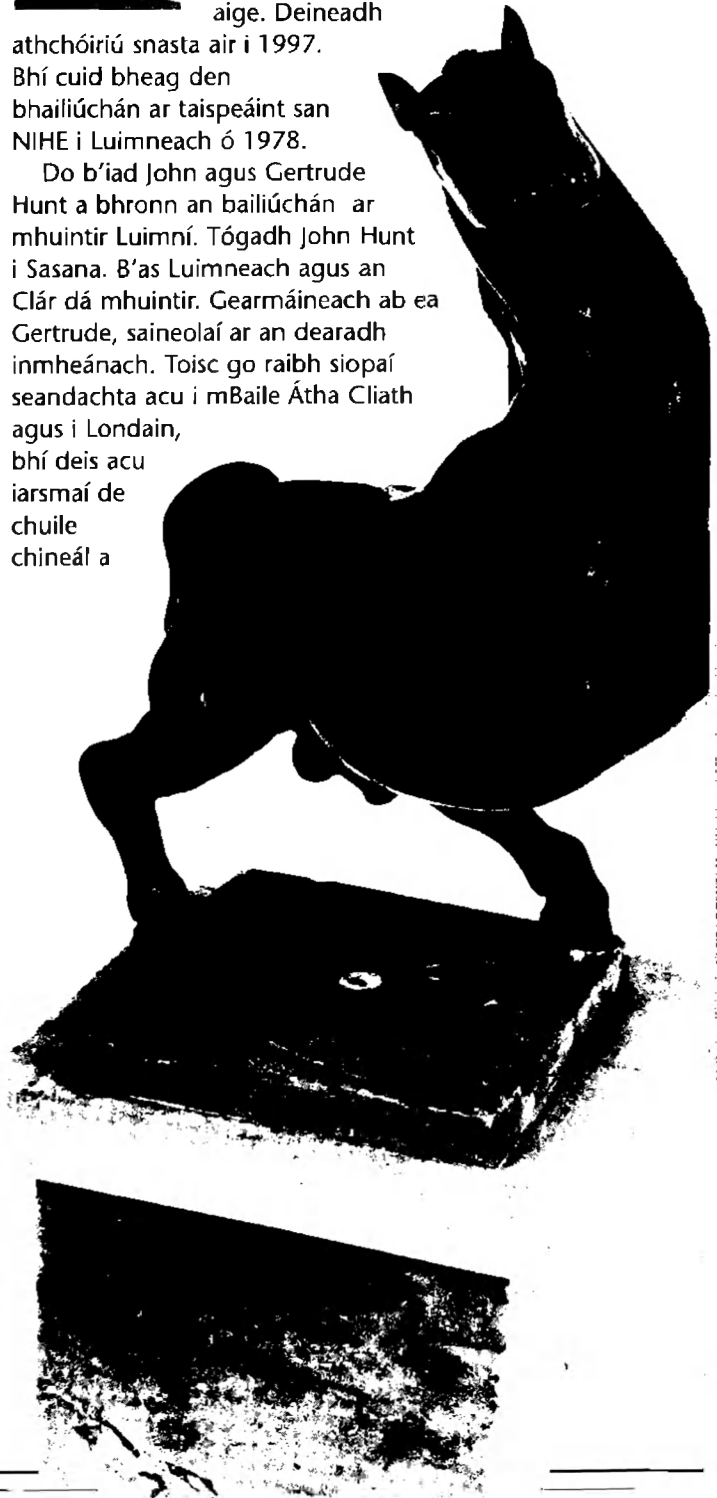 aige. Deineadh
athchóiriú snasta air i 1997.
Bhí cuid bheag den
bhailiúchán ar taispeáint san
NIHE i Luimneach ó 1978.
Do b'iad John agus Gertrude
Hunt a bhronn an bailiúchán ar
mhuintir Luimní. Tógadh John Hunt
i Sasana. B'as Luimneach agus an
Clár dá mhuintir. Gearmáineach ab ea
Gertrude, saineolaí ar an dearadh
inmheánach. Toisc go raibh siopaí
seandachta acu i mBaile Átha Cliath
agus i Londain,
bhí deis acu
iarsmaí de
chuile
chineál a